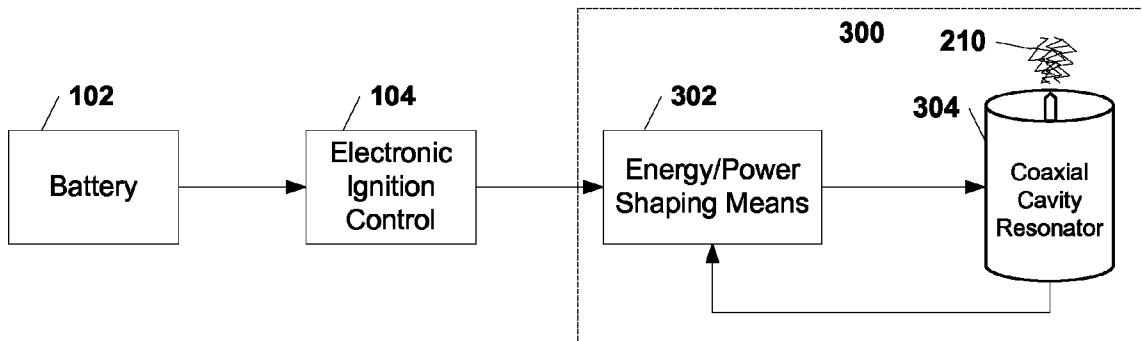 300
210
102
104
302
304
Battery
Electronic
Ignition
Control
Energy/Power
Shaping Means
Coaxial
Cavity
Resonator